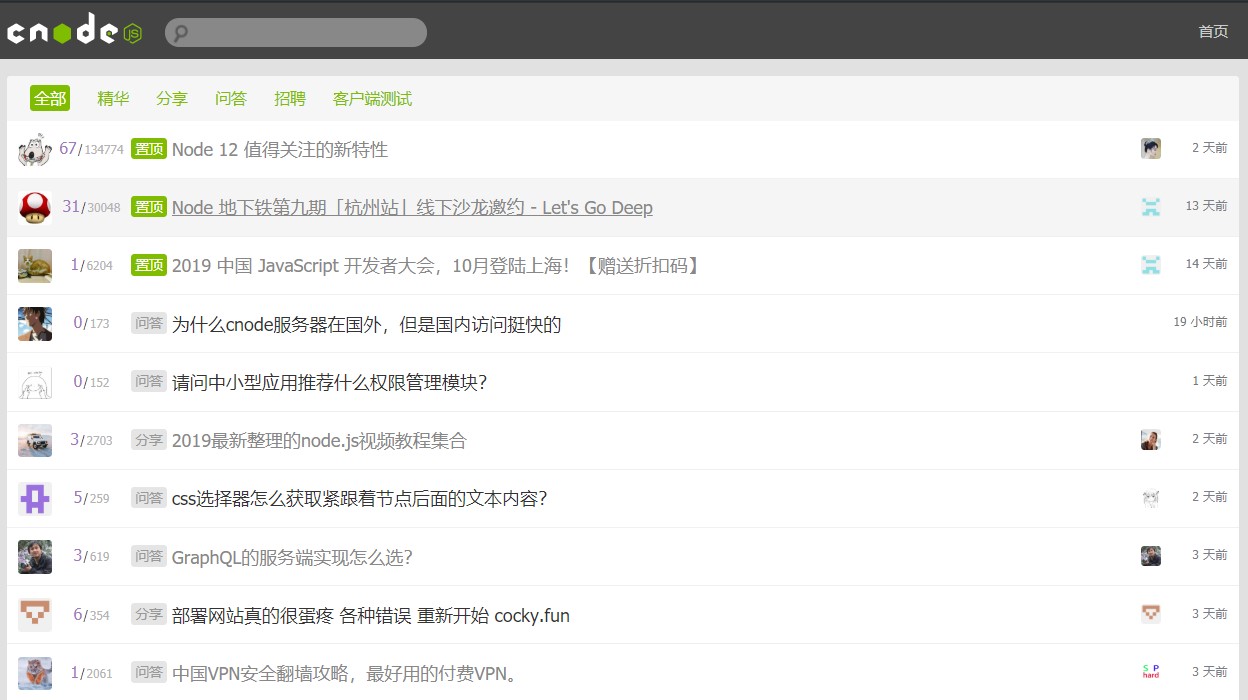 cnode JS
首页
全部 精华 分享 问答 招聘 客户端测试
67/134774 置顶 Node 12 值得关注的新特性 2 天前
31/30048 置顶 Node 地下铁第九期「杭州站」线下沙龙邀约 - Let's Go Deep 13 天前
1/6204 置顶 2019 中国 JavaScript 开发者大会，10月登陆上海！【赠送折扣码】 14 天前
0/173 问答 为什么cnode服务器在国外，但是国内访问挺快的 19 小时前
0/152 问答 请问中小型应用推荐什么权限管理模块? 1 天前
3/2703 分享 2019最新整理的node.js视频教程集合 2 天前
5/259 问答 css选择器怎么获取紧跟着节点后面的文本内容? 2 天前
3/619 问答 GraphQL的服务端实现怎么选? 3 天前
6/354 分享 部署网站真的很蛋疼 各种错误 重新开始 cocky.fun 3 天前
1/2061 问答 中国VPN安全翻墙攻略，最好用的付费VPN。 S P hard 3 天前